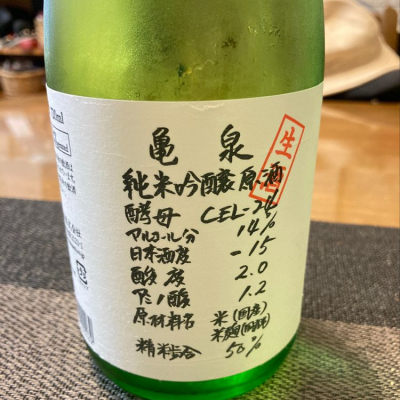 亀泉
生酒
純米吟醸原酒
酵母 CEL-24
アルコール分 14%
日本酒度 -15
酸度 2.0
アミノ酸 1.2
原材料名 米(国産)
米麹(国産米)
精米歩合 50%